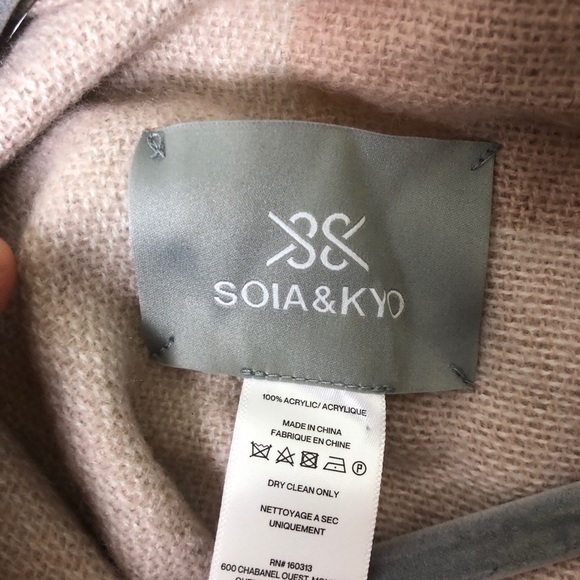 SOIA&KYO
100% ACRYLIC/ ACRYLIQUE
MADE IN CHINA
FABRIQUE EN CHINE
P
DRY CLEAN ONLY
NETTOYAGE A SEC
UNIQUEMENT
RN# 160313
600 CHABANEL OUEST,